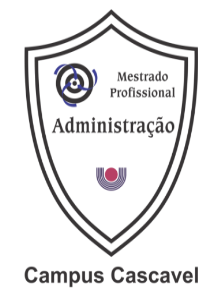 Mestrado
Profissional
Administração
Campus Cascavel